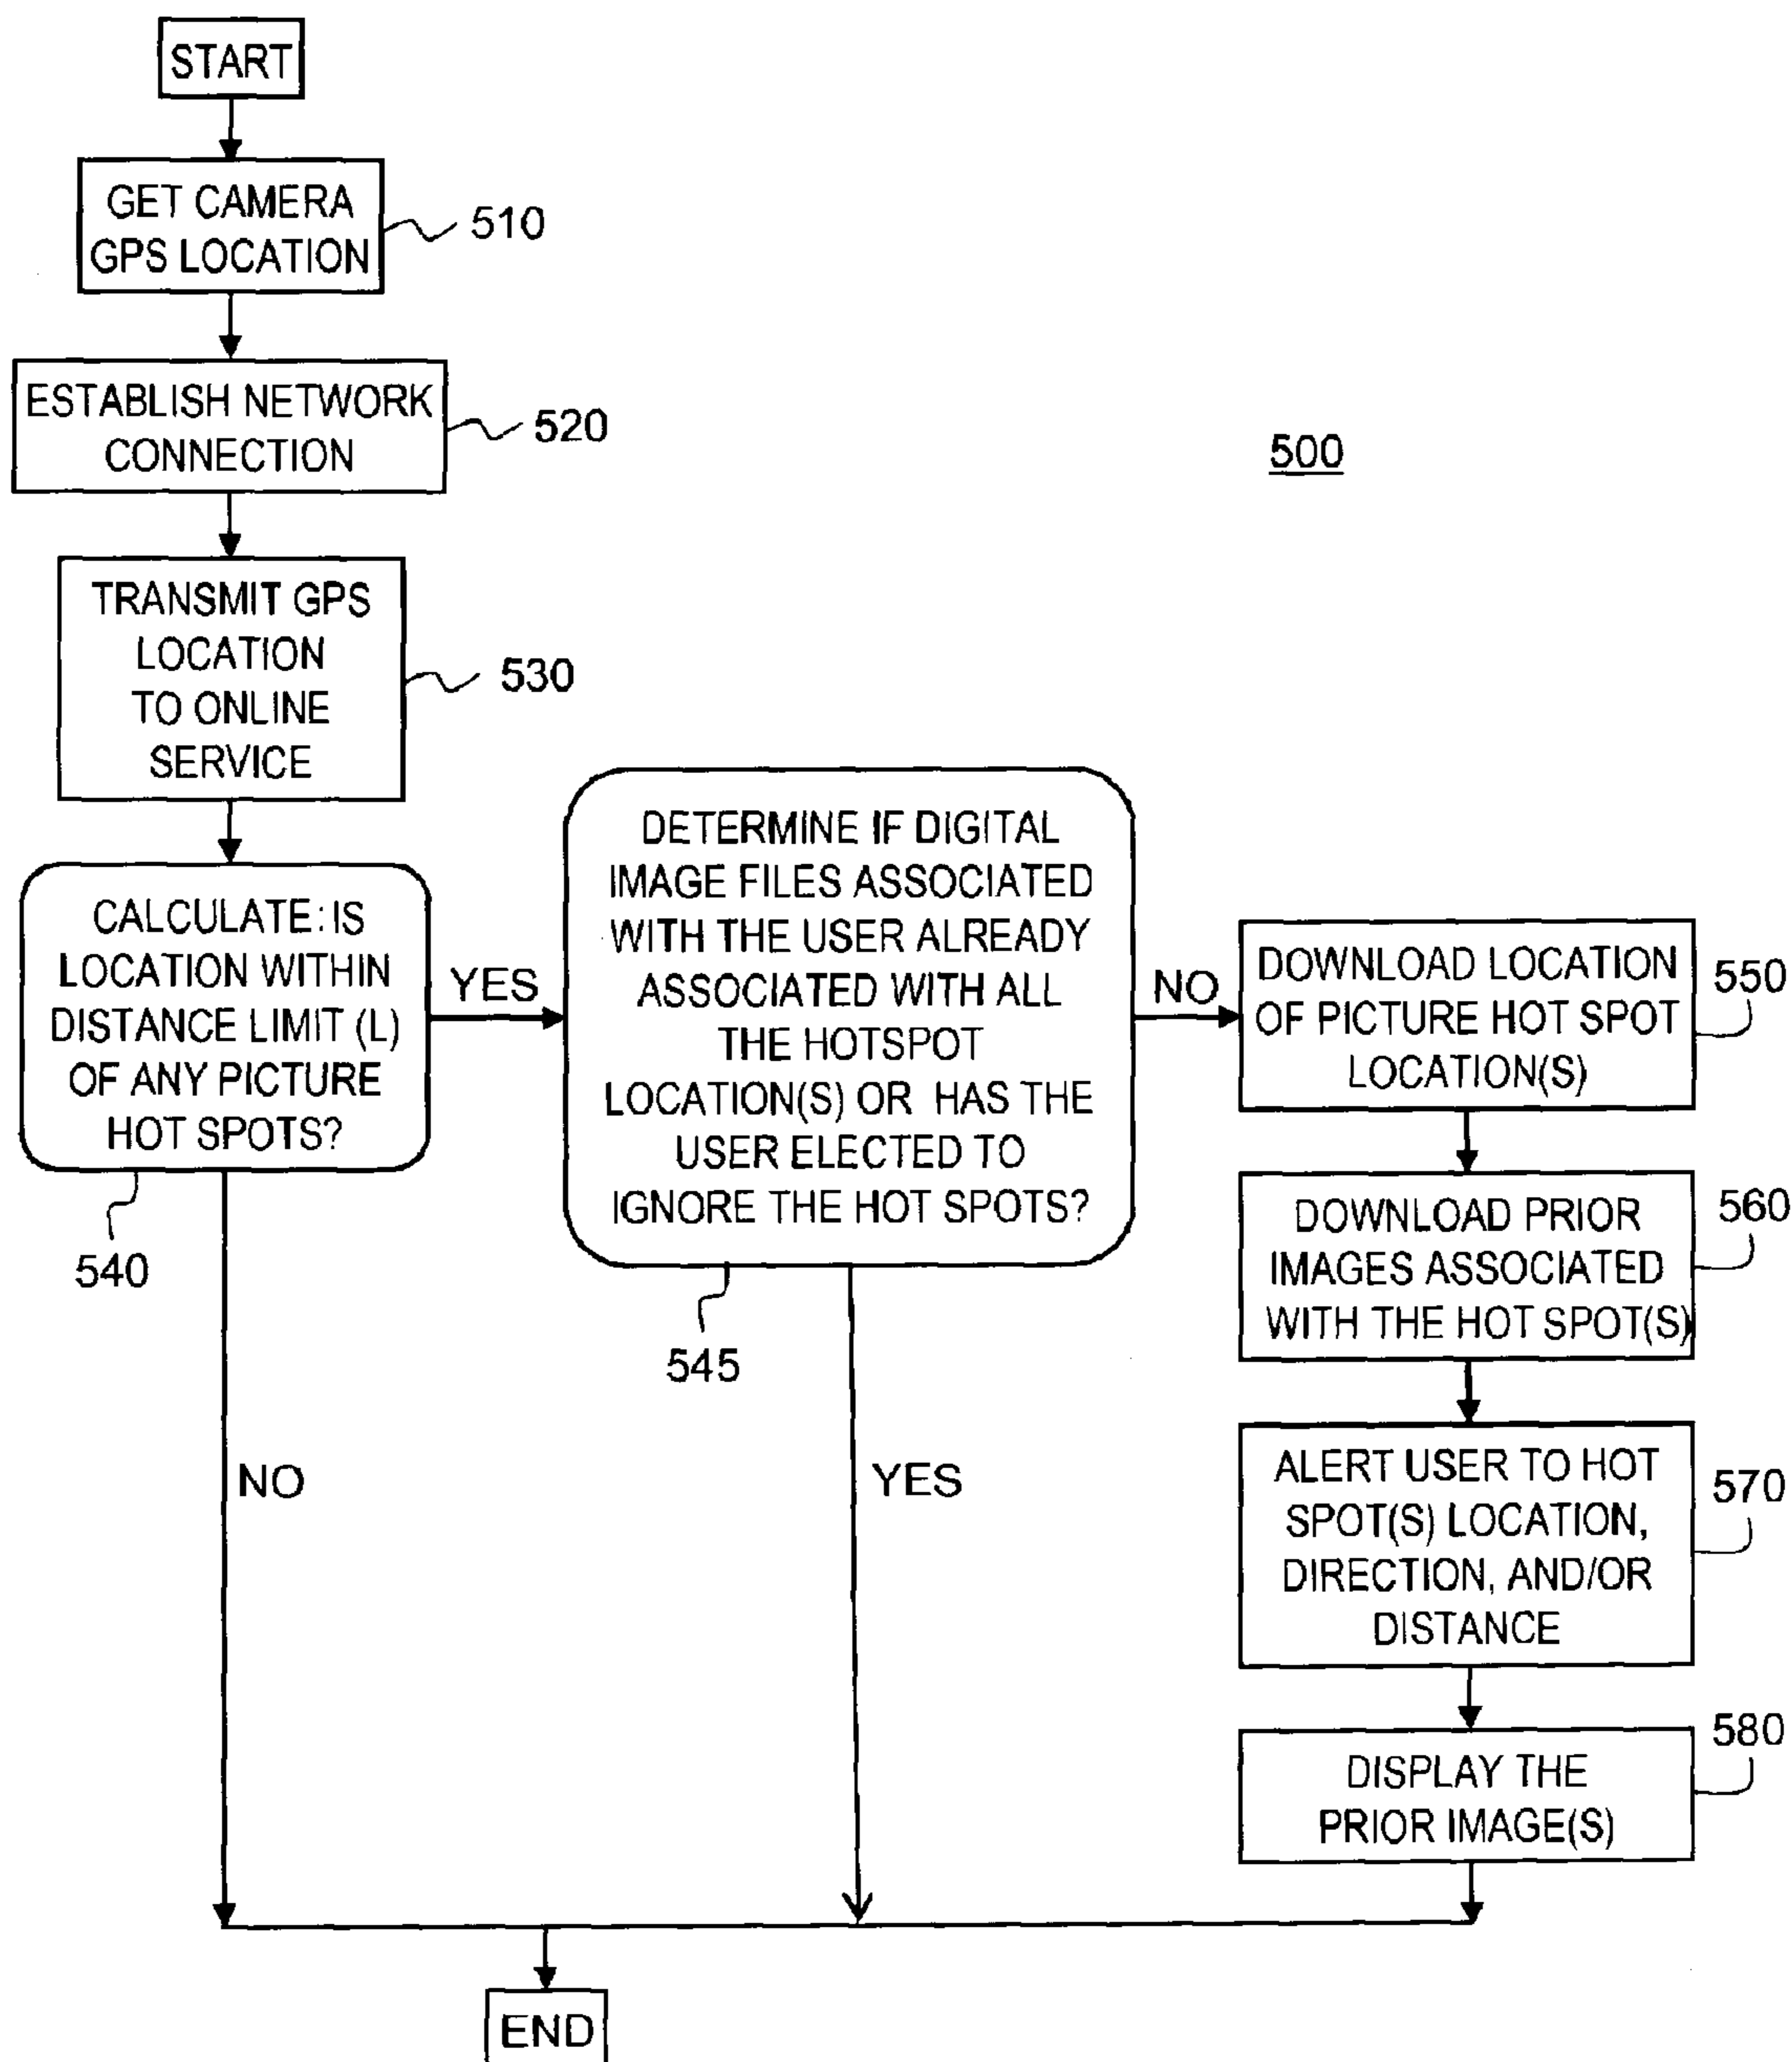 START
GET CAMERA
GPS LOCATION
510
ESTABLISH NETWORK
CONNECTION
520
500
TRANSMIT GPS
LOCATION
TO ONLINE
SERVICE
530
CALCULATE: IS
LOCATION WITHIN
DISTANCE LIMIT (L)
OF ANY PICTURE
HOT SPOTS?
540
YES
NO
DETERMINE IF DIGITAL
IMAGE FILES ASSOCIATED
WITH THE USER ALREADY
ASSOCIATED WITH ALL
THE HOTSPOT
LOCATION(S) OR HAS THE
USER ELECTED TO
IGNORE THE HOT SPOTS?
545
NO
YES
DOWNLOAD LOCATION
OF PICTURE HOT SPOT
LOCATION(S)
550
DOWNLOAD PRIOR
IMAGES ASSOCIATED
WITH THE HOT SPOT(S)
560
ALERT USER TO HOT
SPOT(S) LOCATION,
DIRECTION, AND/OR
DISTANCE
570
DISPLAY THE
PRIOR IMAGE(S)
580
END